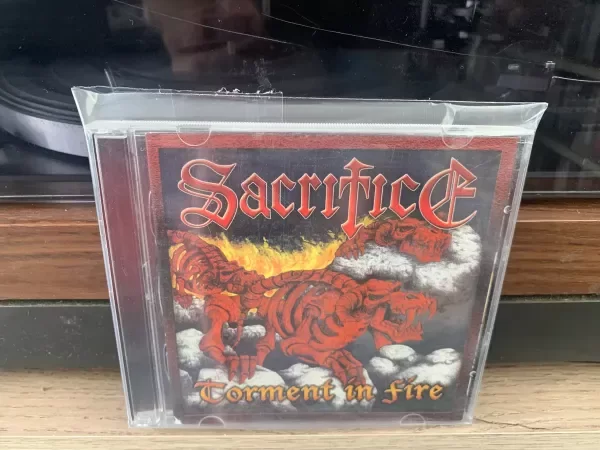 Sacrifice
Torment in Fire